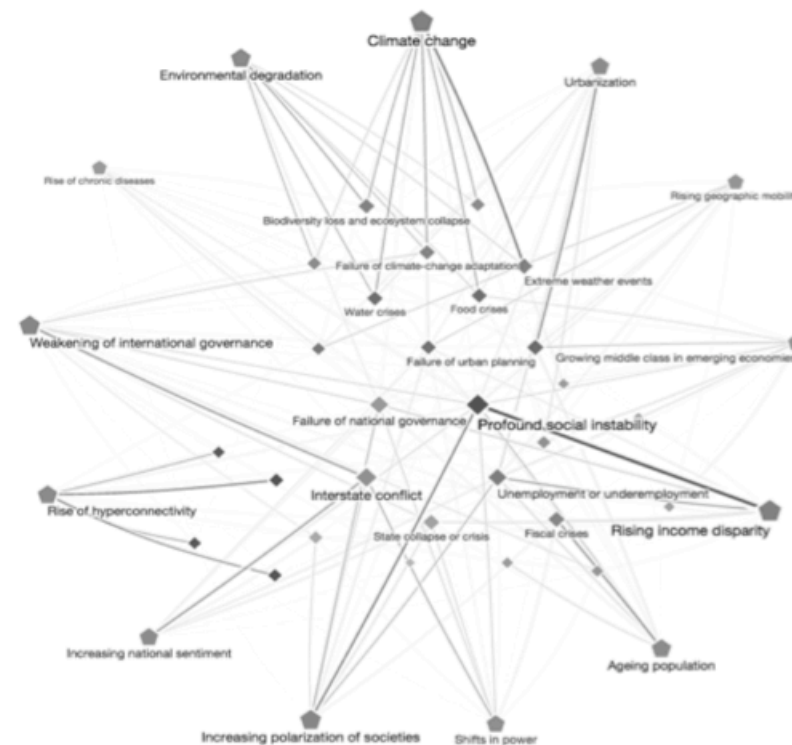 Climate change
Environmental degradation
Urbanization
Rise of chronic diseases
Rising geographic mobili
Biodiversity loss and ecosystem collapse
Failure of climate-change adaptation
Extreme weather events
Water crises
Food crises
Weakening of international governance
Failure of urban planning
Growing middle class in emerging economies
Failure of national governance
Profound social instability
Interstate conflict
Unemployment or underemployment
Rise of hyperconnectivity
State collapse or crisis
Fiscal crises
Rising income disparity
Increasing national sentiment
Ageing population
Increasing polarization of societies
Shifts in power